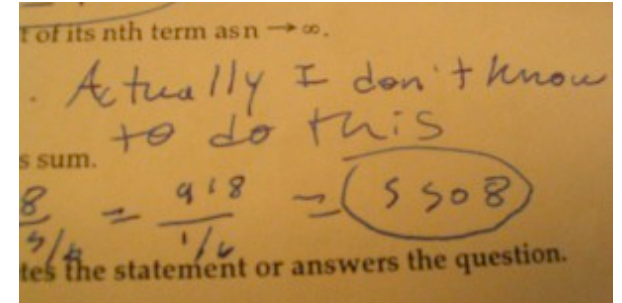 t of its nth term as n → ∞.
. Actually I don't know
to do this
s sum.
8 = 918 = 5508
5/6 1/6
tes the statement or answers the question.